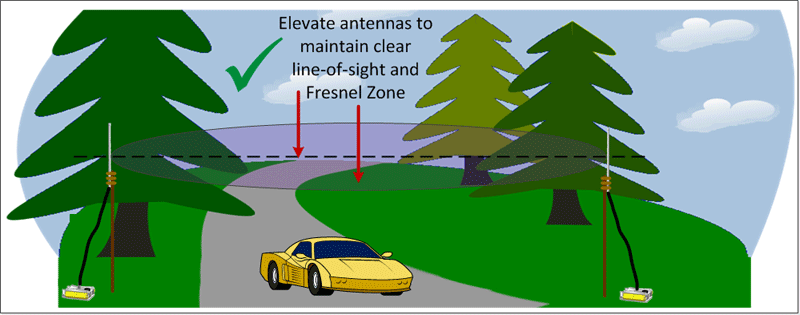 Elevate antennas to
maintain clear
line-of-sight and
Fresnel Zone